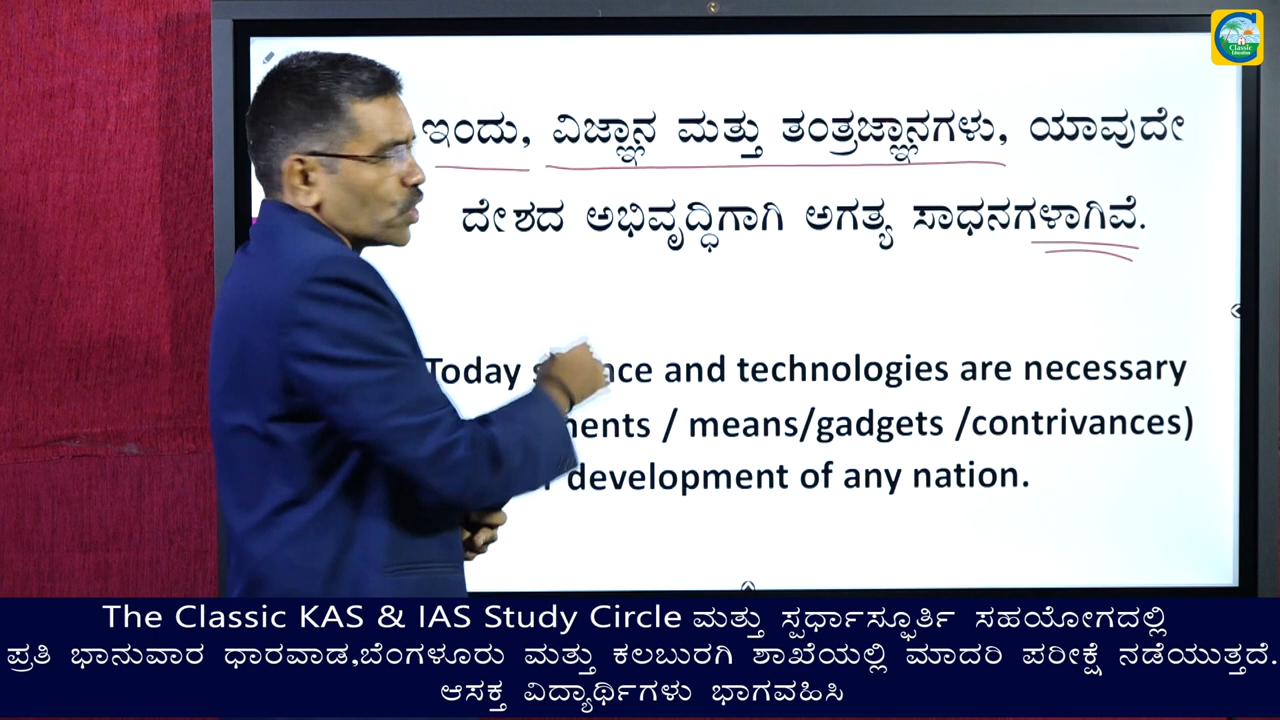 Classic
Education
ಇಂದು, ವಿಜ್ಞಾನ ಮತ್ತು ತಂತ್ರಜ್ಞಾನಗಳು, ಯಾವುದೇ
ದೇಶದ ಅಭಿವೃದ್ಧಿಗಾಗಿ ಅಗತ್ಯ ಸಾಧನಗಳಾಗಿವೆ.
Today and technologies are necessary
/ means/gadgets /contrivances)
development of any nation.
The Classic KAS & IAS Study Circle ಮತ್ತು ಸ್ಪರ್ಧಾಸ್ಫೂರ್ತಿ ಸಹಯೋಗದಲ್ಲಿ
ಪ್ರತಿ ಭಾನುವಾರ ಧಾರವಾಡ,ಬೆಂಗಳೂರು ಮತ್ತು ಕಲಬುರಗಿ ಶಾಖೆಯಲ್ಲಿ ಮಾದರಿ ಪರೀಕ್ಷೆ ನಡೆಯುತ್ತದೆ.
ಆಸಕ್ತ ವಿದ್ಯಾರ್ಥಿಗಳು ಭಾಗವಹಿಸಿ